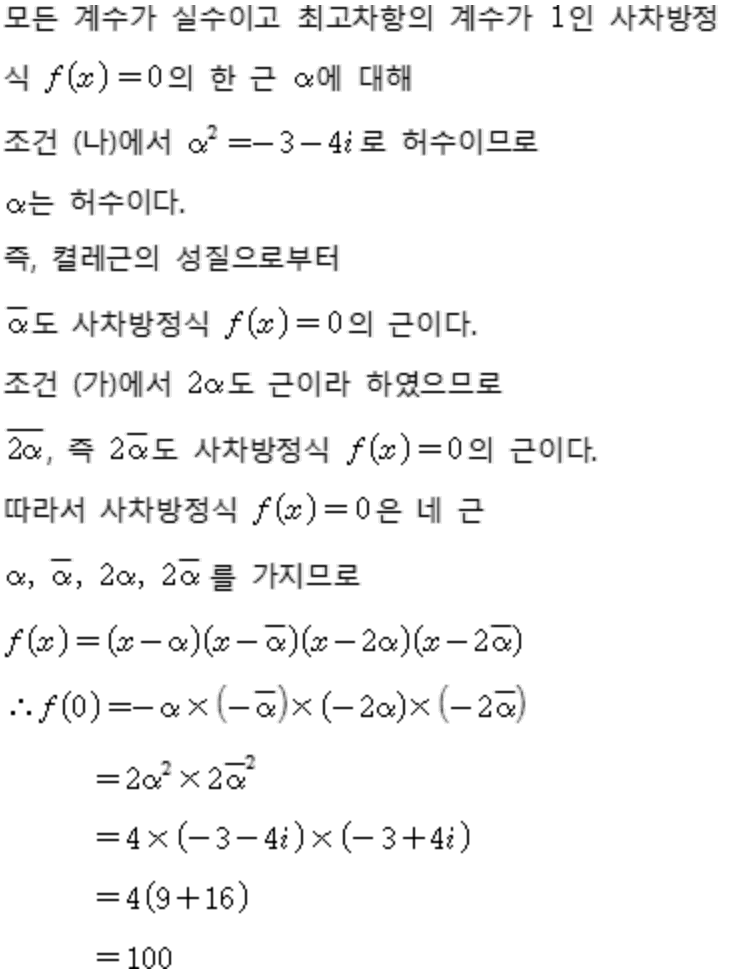 모든 계수가 실수이고 최고차항의 계수가 1인 사차방정
식 f(x)=0의 한 근 α에 대해
조건 (나)에서 α²=-3-4i로 허수이므로
α는 허수이다.
즉, 켤레근의 성질으로부터
α̅도 사차방정식 f(x)=0의 근이다.
조건 (가)에서 2α도 근이라 하였으므로
2̅α̅, 즉 2α̅도 사차방정식 f(x)=0의 근이다.
따라서 사차방정식 f(x)=0은 네 근
α, α̅, 2α, 2α̅를 가지므로
f(x)=(x-α)(x-α̅)(x-2α)(x-2α̅)
∴f(0)=-α×(-α̅)×(-2α)×(-2α̅)
=2α²×2α̅²
=4×(-3-4i)×(-3+4i)
=4(9+16)
=100